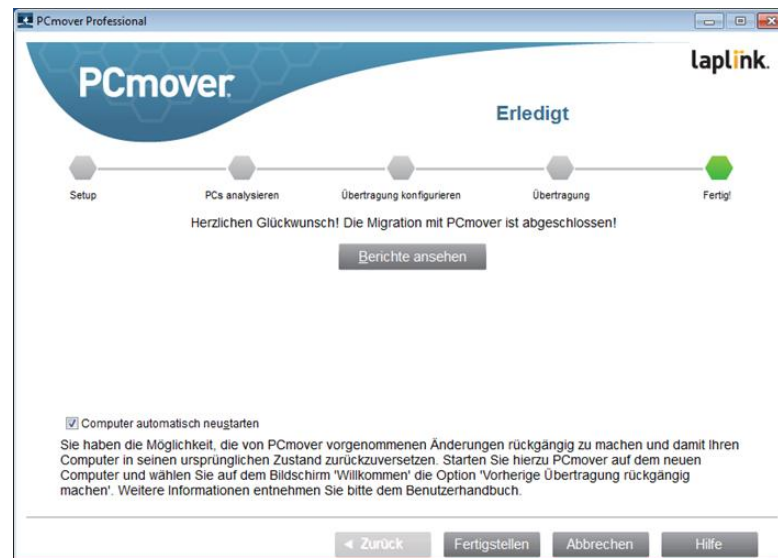 PCmover Professional
laplink.
PCmover.
Erledigt
Setup
PCs analysieren
Übertragung konfigurieren
Übertragung
Fertig!
Herzlichen Glückwunsch! Die Migration mit PCmover ist abgeschlossen!
Berichte ansehen
Computer automatisch neustarten
Sie haben die Möglichkeit, die von PCmover vorgenommenen Änderungen rückgängig zu machen und damit Ihren
Computer in seinen ursprünglichen Zustand zurückzuversetzen. Starten Sie hierzu PCmover auf dem neuen
Computer und wählen Sie auf dem Bildschirm 'Willkommen' die Option 'Vorherige Übertragung rückgängig
machen'. Weitere Informationen entnehmen Sie bitte dem Benutzerhandbuch.
Zurück
Fertigstellen
Abbrechen
Hilfe